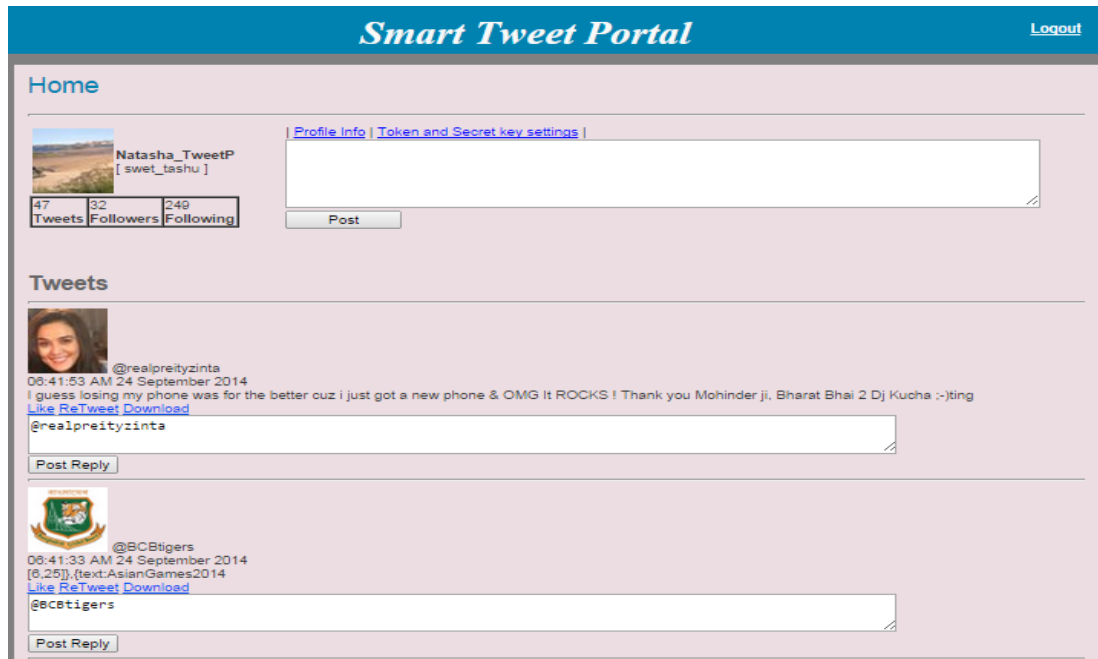 Smart Tweet Portal
Logout
Home
| Profile Info | Token and Secret key settings |
Natasha_TweetP
[ swet_tashu ]
47 32 249
Tweets Followers Following
Post
Tweets
@realpreityzinta
06:41:53 AM 24 September 2014
I guess losing my phone was for the better cuz i just got a new phone & OMG It ROCKS ! Thank you Mohinder ji, Bharat Bhai 2 Dj Kucha ;-)ting
Like ReTweet Download
@realpreityzinta
Post Reply
@BCBtigers
06:41:33 AM 24 September 2014
[6,25]},{text:AsianGames2014
Like ReTweet Download
@BCBtigers
Post Reply